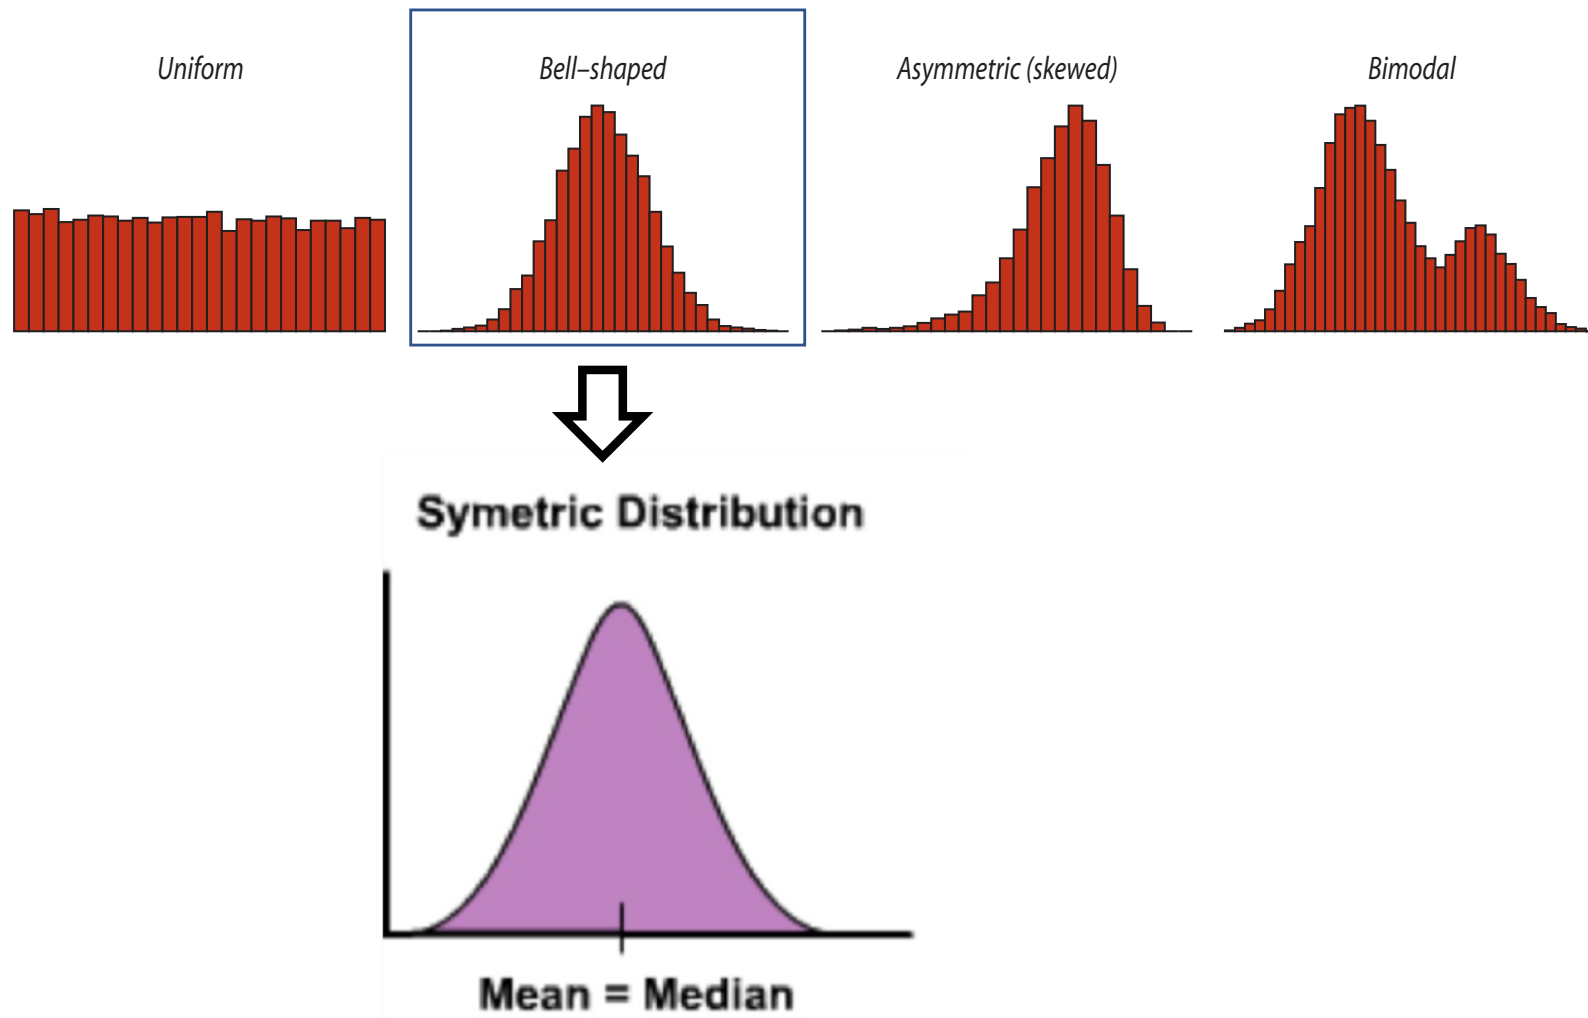 Uniform
Bell–shaped
Asymmetric (skewed)
Bimodal
Symetric Distribution
Mean = Median